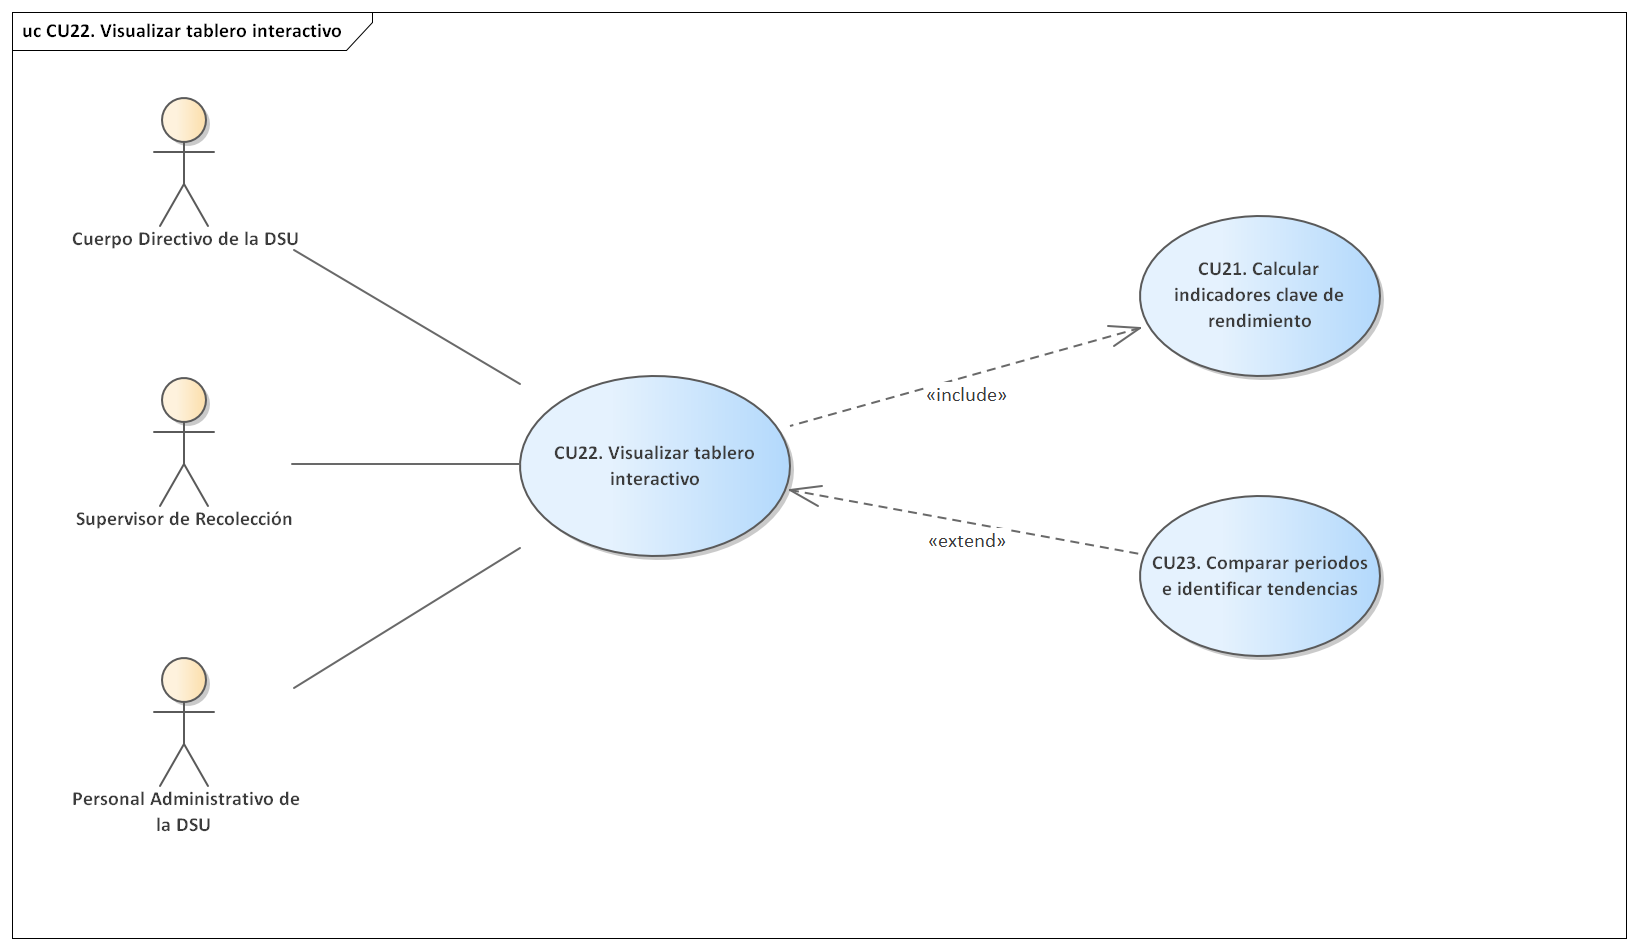 uc CU22. Visualizar tablero interactivo
Cuerpo Directivo de la DSU
CU21. Calcular
indicadores clave de
rendimiento
«include»
CU22. Visualizar tablero
interactivo
Supervisor de Recolección
«extend»
CU23. Comparar periodos
e identificar tendencias
Personal Administrativo de
la DSU